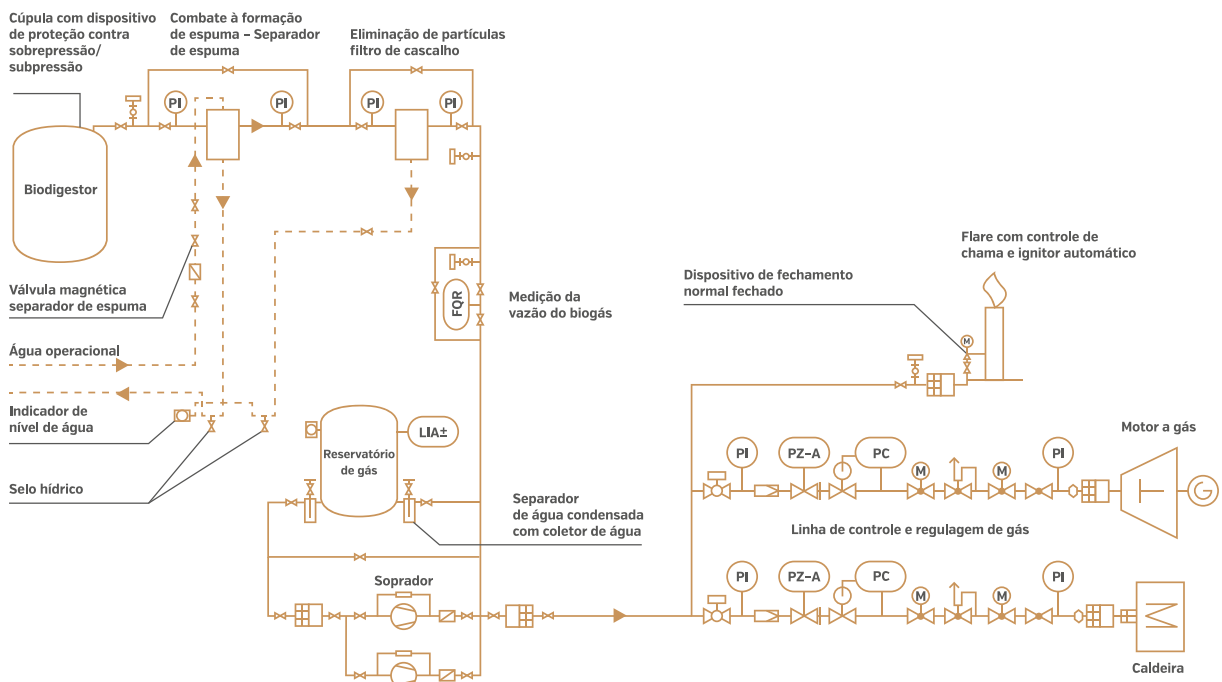 Cúpula com dispositivo
de proteção contra
sobrepressão/
subpressão
Combate à formação
de espuma – Separador
de espuma
Eliminação de partículas
filtro de cascalho
PI
PI
PI
PI
Biodigestor
Válvula magnética
separador de espuma
Água operacional
Indicador de
nível de água
Selo hídrico
FQR
Medição da
vazão do biogás
Reservatório
de gás
LIA±
Separador
de água condensada
com coletor de água
Soprador
Flare com controle de
chama e ignitor automático
Dispositivo de fechamento
normal fechado
M
Motor a gás
PI
PZ–A
PC
M
M
PI
G
Linha de controle e regulagem de gás
PI
PZ–A
PC
M
M
PI
Caldeira